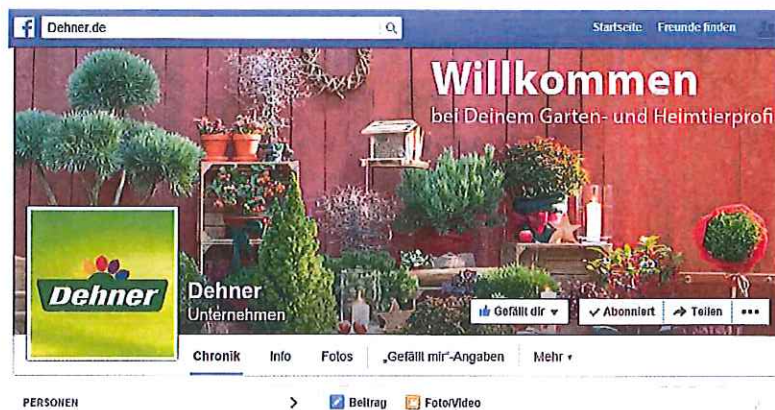 f Dehner.de Startseite Freunde finden
Willkommen
bei Deinem Garten- und Heimtierprofi
Dehner
Dehner
Unternehmen
Gefällt dir ▾ ✓ Abonniert Teilen •••
Chronik Info Fotos „Gefällt mir“-Angaben Mehr ▾
PERSONEN > Beitrag Foto/Video